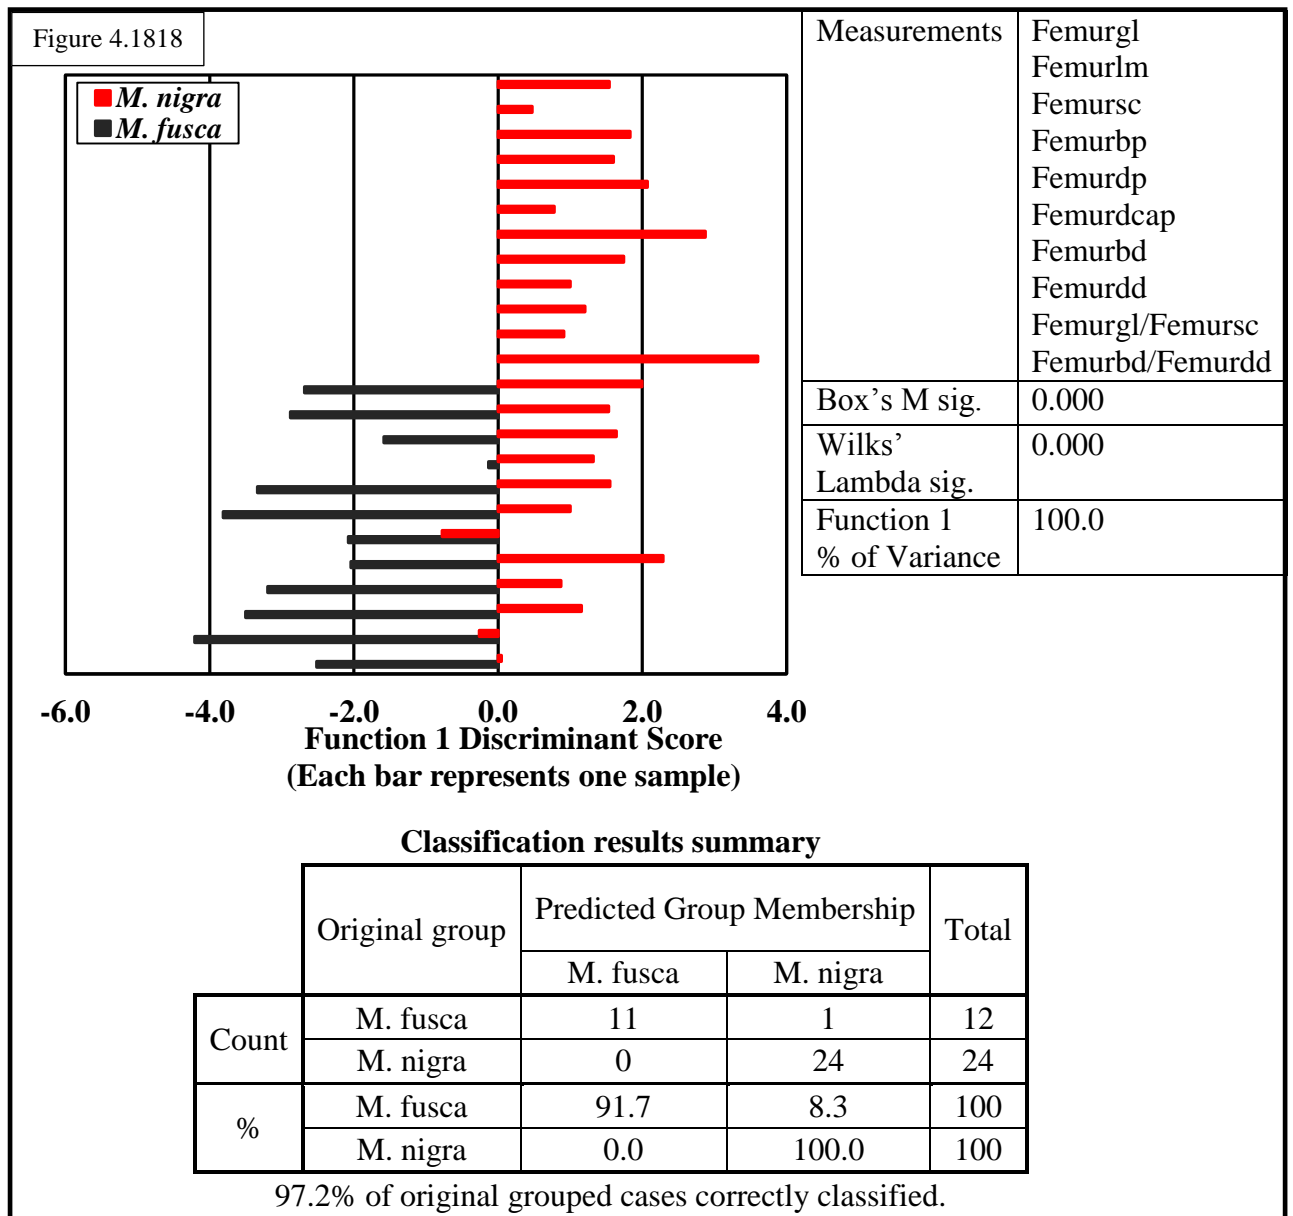 Figure 4.1818
M. nigra
M. fusca
-6.0 -4.0 -2.0 0.0 2.0 4.0
Function 1 Discriminant Score
(Each bar represents one sample)
Measurements Femurgl
Femurlm
Femursc
Femurbp
Femurdp
Femurdcap
Femurbd
Femurdd
Femurgl/Femursc
Femurbd/Femurdd
Box's M sig. 0.000
Wilks' 0.000
Lambda sig.
Function 1 100.0
% of Variance
Classification results summary
Original group Predicted Group Membership Total
M. fusca M. nigra
Count M. fusca 11 1 12
M. nigra 0 24 24
% M. fusca 91.7 8.3 100
M. nigra 0.0 100.0 100
97.2% of original grouped cases correctly classified.